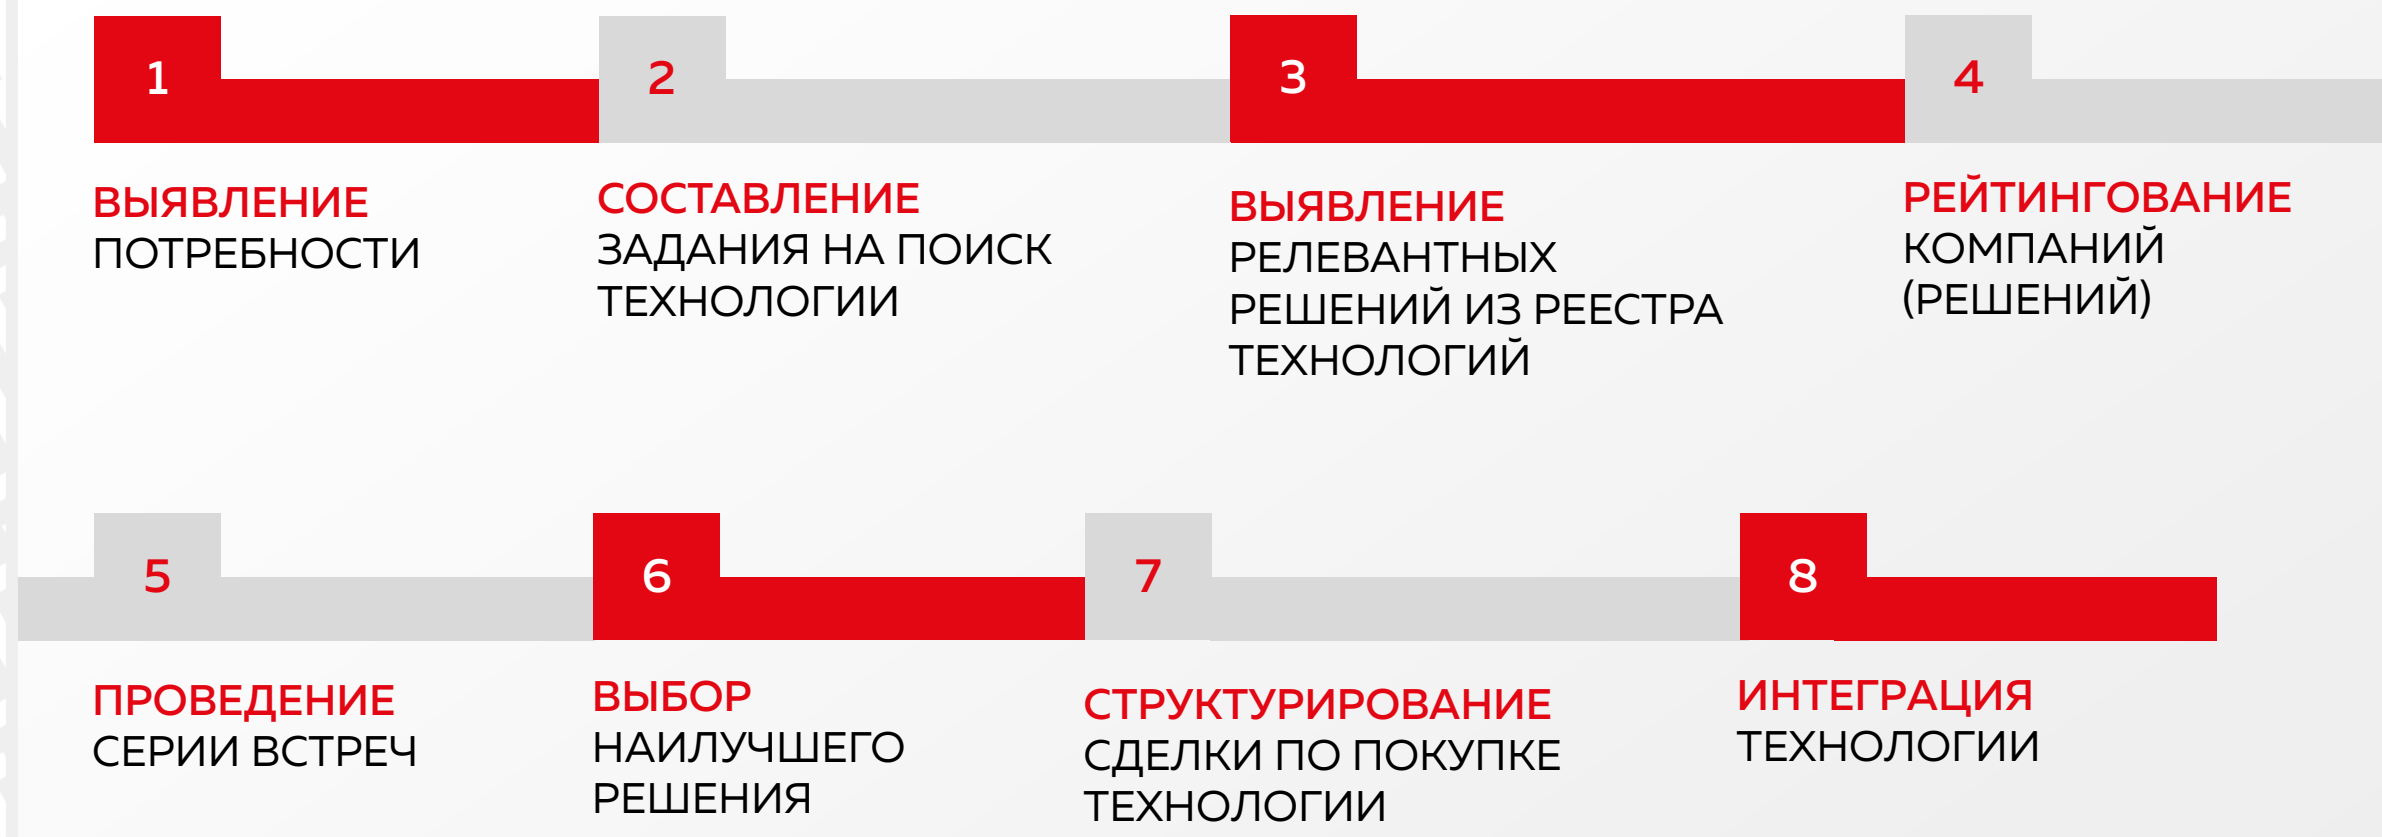 1
ВЫЯВЛЕНИЕ
ПОТРЕБНОСТИ
2
СОСТАВЛЕНИЕ
ЗАДАНИЯ НА ПОИСК
ТЕХНОЛОГИИ
3
ВЫЯВЛЕНИЕ
РЕЛЕВАНТНЫХ
РЕШЕНИЙ ИЗ РЕЕСТРА
ТЕХНОЛОГИЙ
4
РЕЙТИНГОВАНИЕ
КОМПАНИЙ
(РЕШЕНИЙ)
5
ПРОВЕДЕНИЕ
СЕРИИ ВСТРЕЧ
6
ВЫБОР
НАИЛУЧШЕГО
РЕШЕНИЯ
7
СТРУКТУРИРОВАНИЕ
СДЕЛКИ ПО ПОКУПКЕ
ТЕХНОЛОГИИ
8
ИНТЕГРАЦИЯ
ТЕХНОЛОГИИ